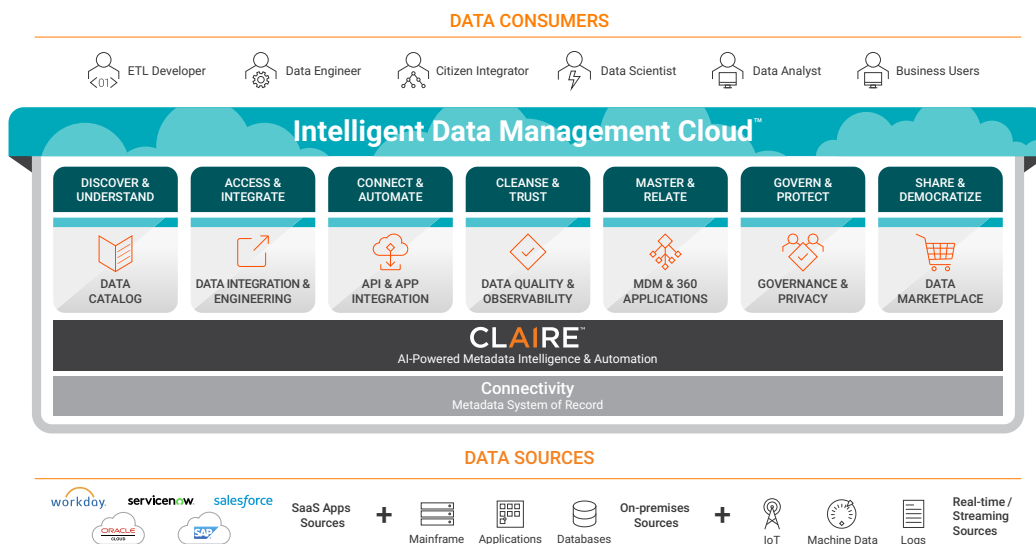 DATA CONSUMERS
<01>
ETL Developer
Data Engineer
Citizen Integrator
Data Scientist
Data Analyst
Business Users
Intelligent Data Management Cloud™
DISCOVER &
UNDERSTAND
ACCESS &
INTEGRATE
CONNECT &
AUTOMATE
CLEANSE &
TRUST
MASTER &
RELATE
GOVERN &
PROTECT
SHARE &
DEMOCRATIZE
DATA
CATALOG
DATA INTEGRATION &
ENGINEERING
API & APP
INTEGRATION
DATA QUALITY &
OBSERVABILITY
MDM & 360
APPLICATIONS
GOVERNANCE &
PRIVACY
DATA
MARKETPLACE
CLAIRE™
AI-Powered Metadata Intelligence & Automation
Connectivity
Metadata System of Record
DATA SOURCES
workday.
servicenow
salesforce
ORACLE
CLOUD
SAP
SaaS Apps
Sources
+
Mainframe
Applications
Databases
On-premises
Sources
+
IoT
Machine Data
Logs
Real-time /
Streaming
Sources